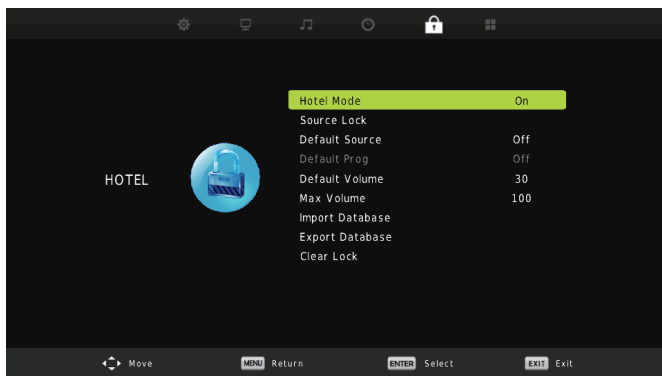 Hotel Mode On
Source Lock
Default Source Off
Default Prog Off
HOTEL
Default Volume 30
Max Volume 100
Import Database
Export Database
Clear Lock
Move MENU Return ENTER Select EXIT Exit